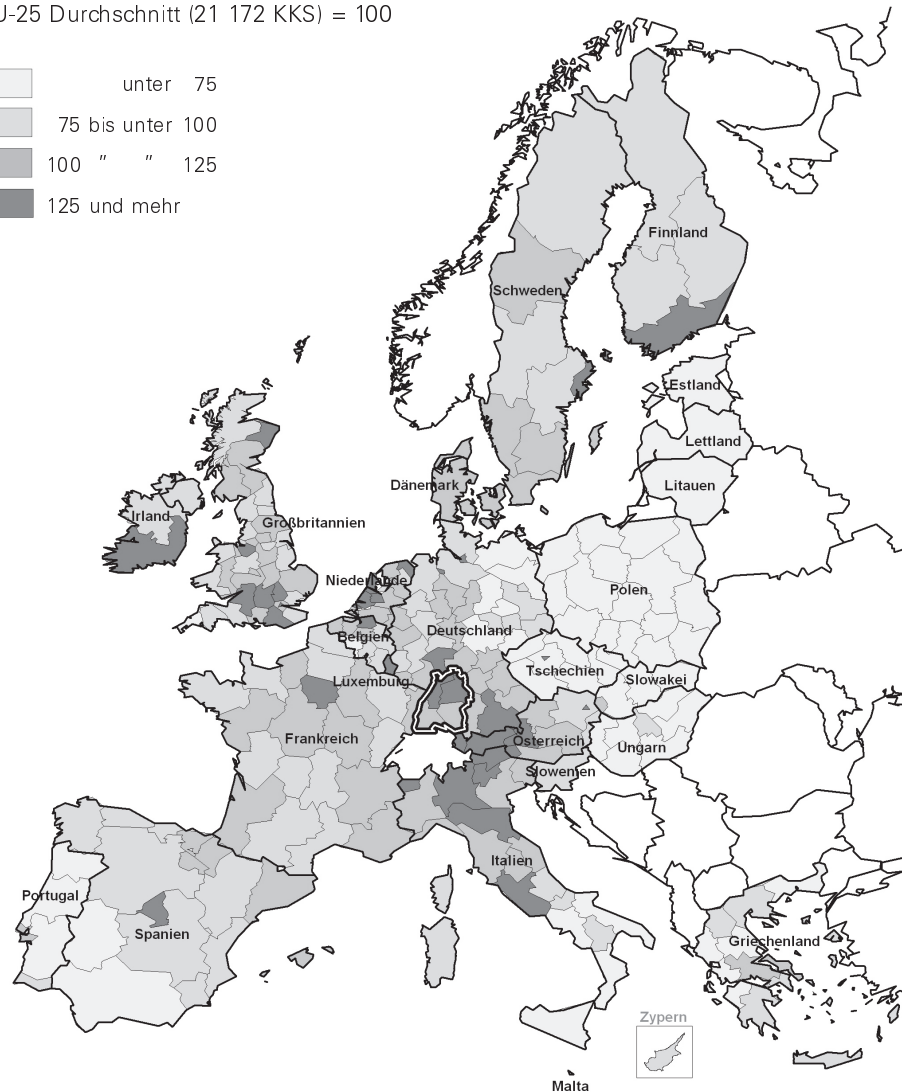 U-25 Durchschnitt (21 172 KKS) = 100
unter 75
75 bis unter 100
100 " " 125
125 und mehr
Finnland
Schweden
Estland
Lettland
Dänemark
Litauen
Irland
Großbritannien
Niederlande
Polen
Belgien
Deutschland
Tschechien
Luxemburg
Slowakei
Frankreich
Österreich
Ungarn
Slowenien
Italien
Portugal
Spanien
Griechenland
Zypern
Malta